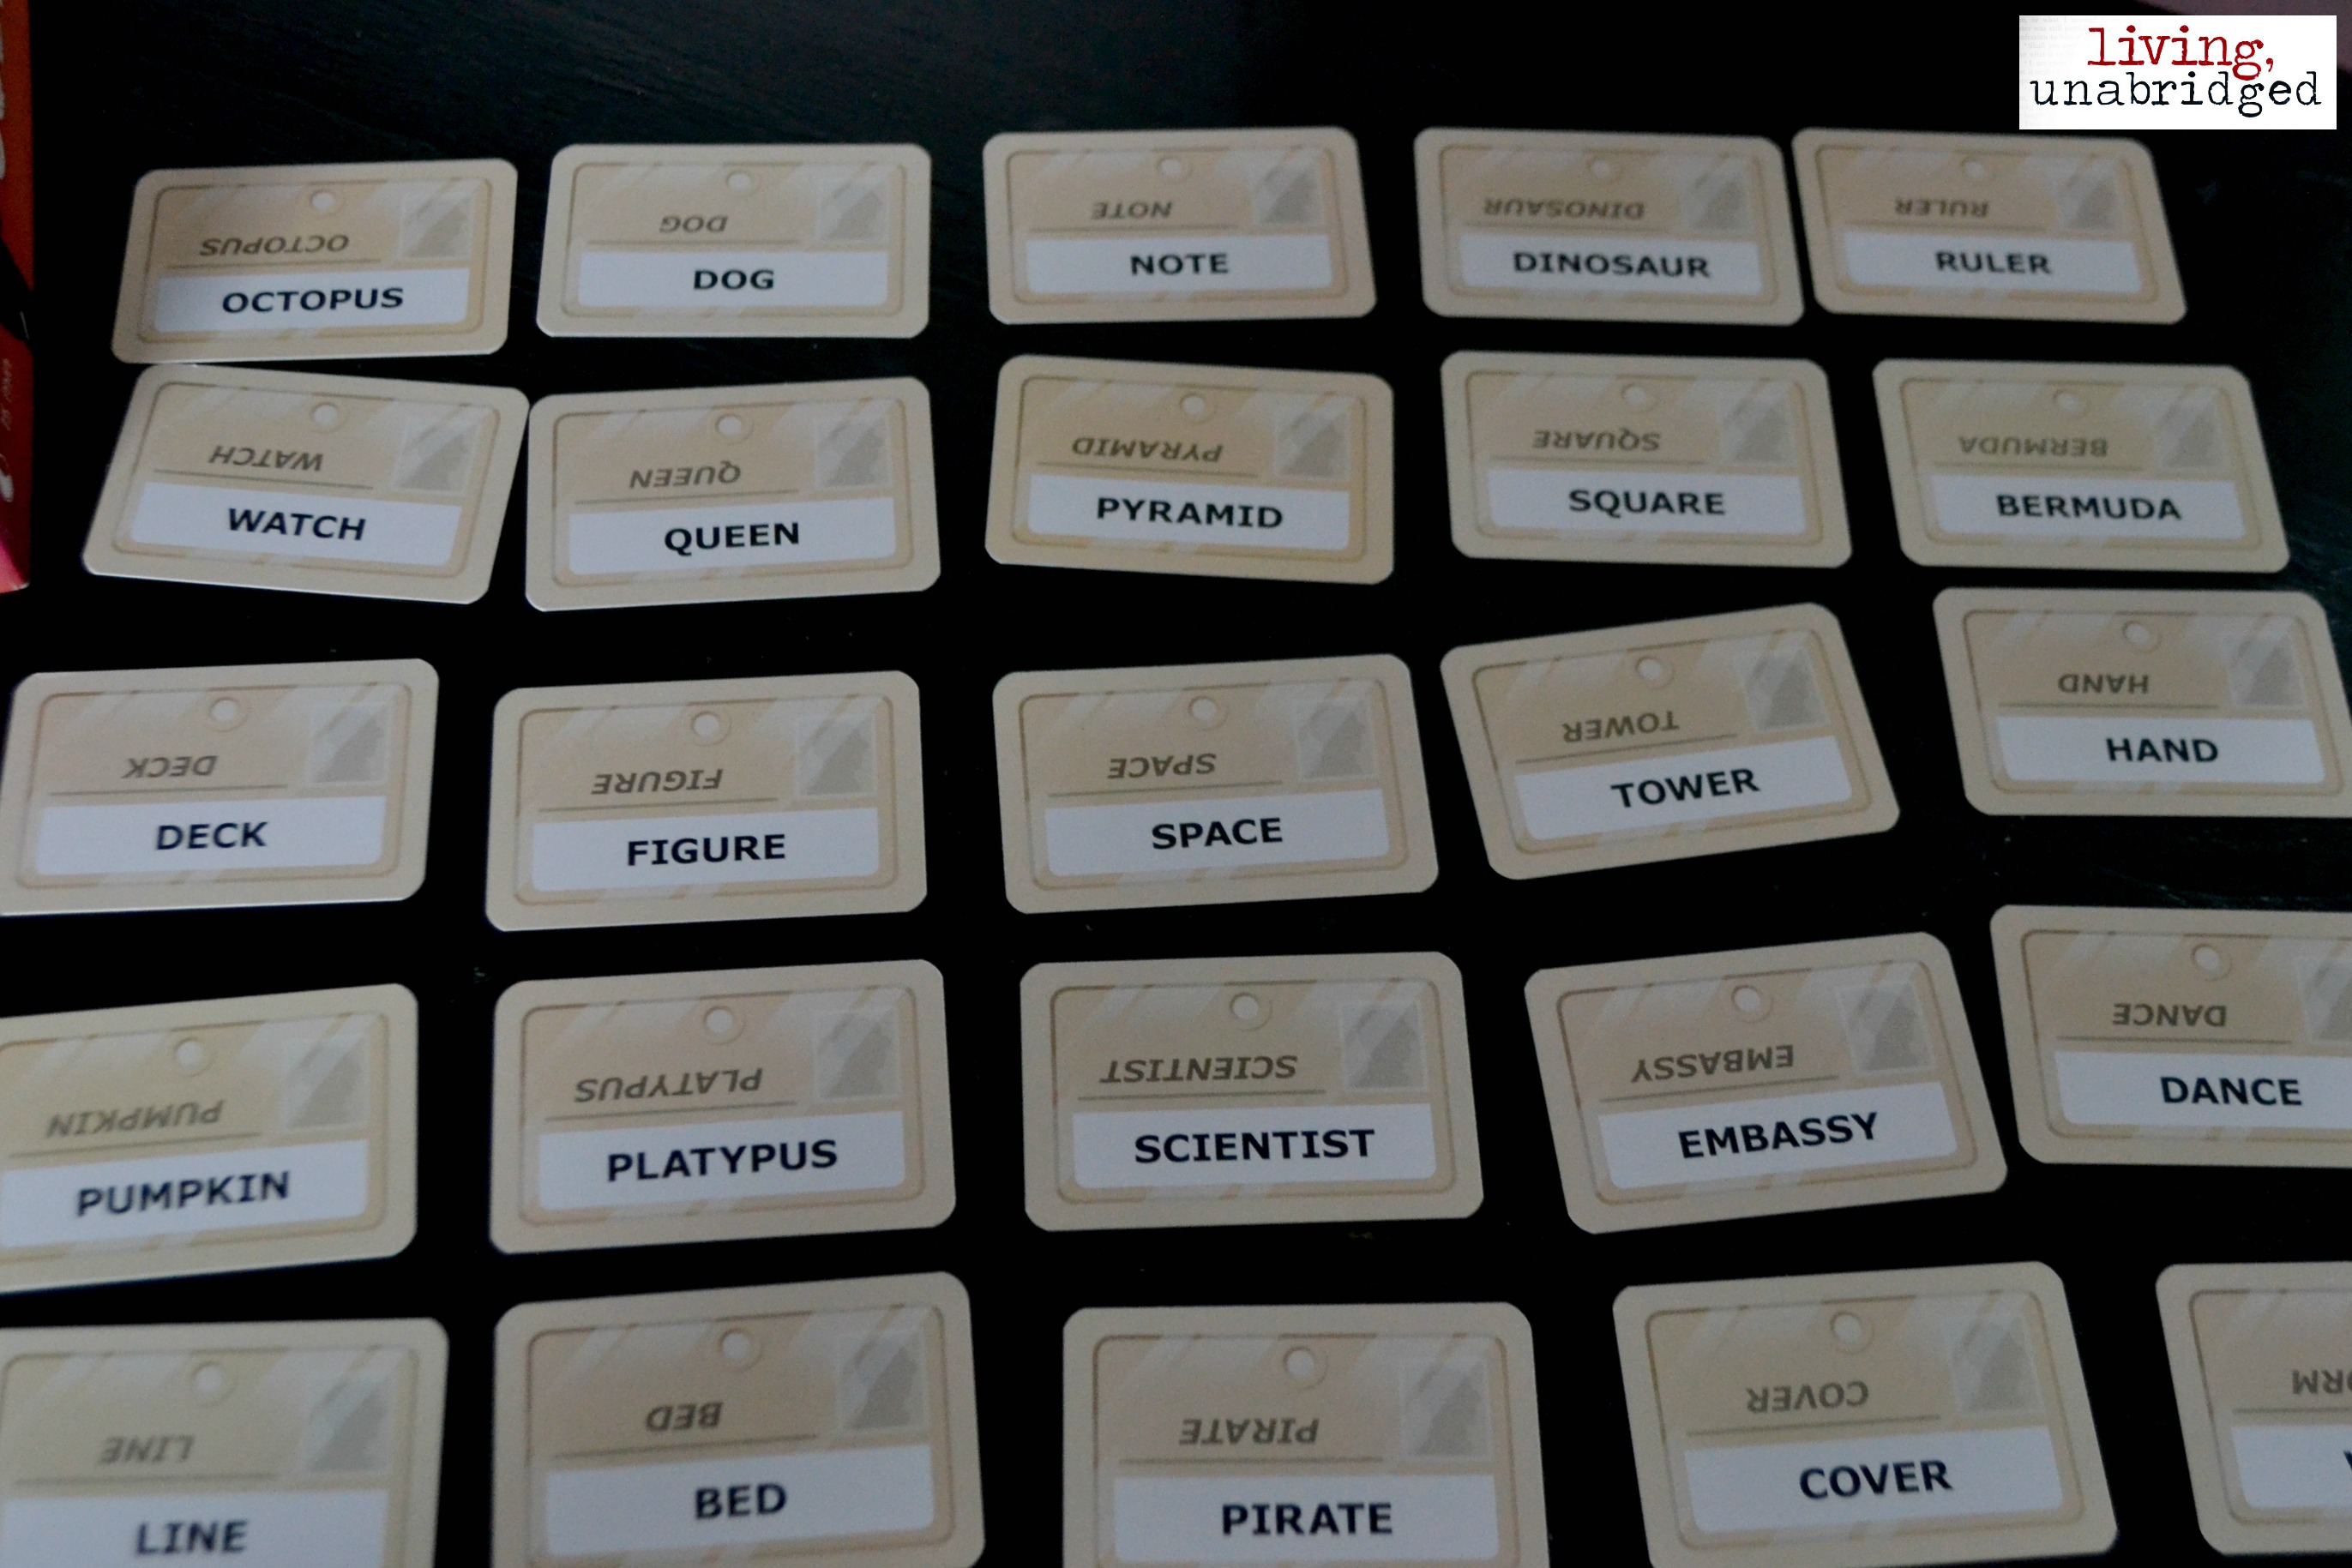 living,
unabridged
OCTOPUS
OCTOPUS
DOG
DOG
NOTE
NOTE
DINOSAUR
DINOSAUR
RULER
RULER
WATCH
WATCH
QUEEN
QUEEN
PYRAMID
PYRAMID
SQUARE
SQUARE
BERMUDA
BERMUDA
DECK
DECK
FIGURE
FIGURE
SPACE
SPACE
TOWER
TOWER
HAND
HAND
PUMPKIN
PUMPKIN
PLATYPUS
PLATYPUS
SCIENTIST
SCIENTIST
EMBASSY
EMBASSY
DANCE
DANCE
LINE
LINE
BED
BED
PIRATE
PIRATE
COVER
COVER